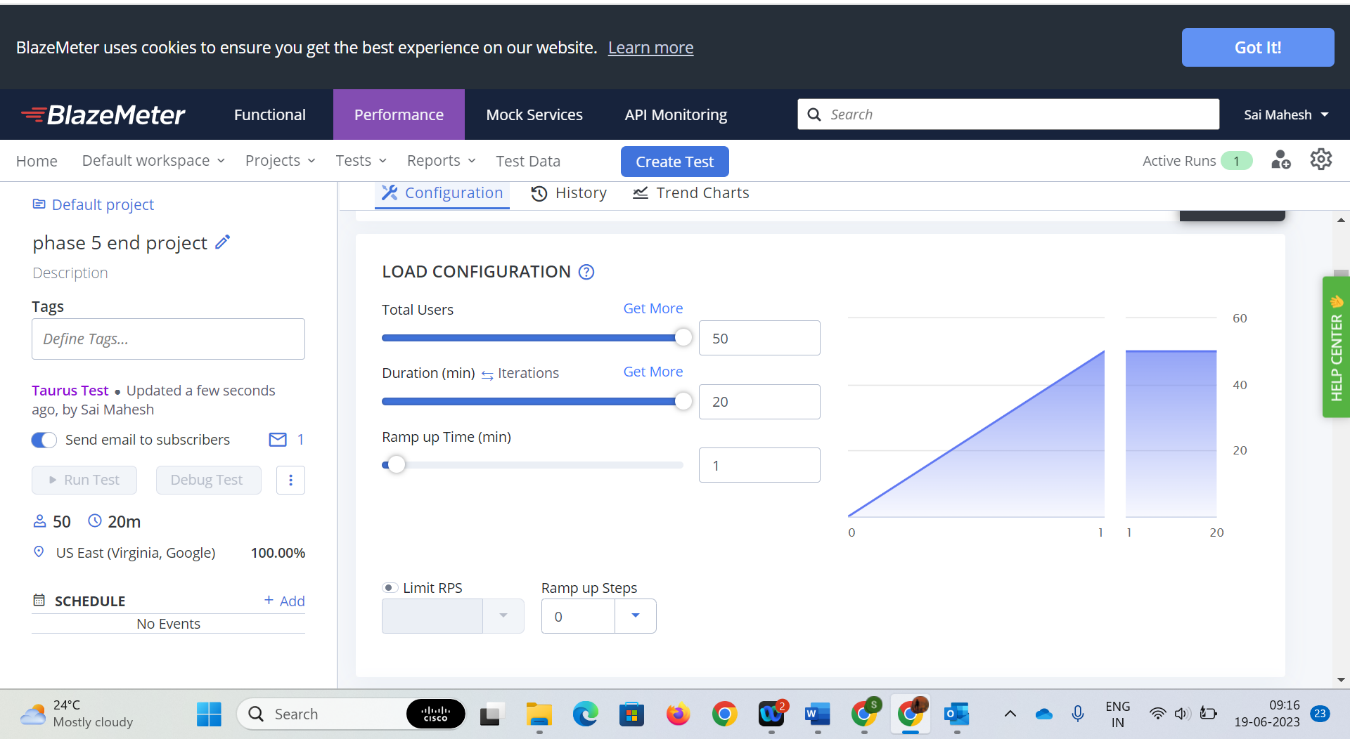 BlazeMeter uses cookies to ensure you get the best experience on our website. Learn more
Got It!
BlazeMeter
Functional
Performance
Mock Services
API Monitoring
Search
Sai Mahesh
Home
Default workspace
Projects
Tests
Reports
Test Data
Create Test
Active Runs 1
Default project
phase 5 end project
Description
Tags
Define Tags...
Taurus Test • Updated a few seconds
ago, by Sai Mahesh
Send email to subscribers 1
Run Test
Debug Test
50 20m
US East (Virginia, Google) 100.00%
SCHEDULE + Add
No Events
Configuration
History
Trend Charts
LOAD CONFIGURATION ?
Total Users Get More
50
Duration (min) Iterations Get More
20
Ramp up Time (min)
1
60
40
20
0 1 1 20
Limit RPS
Ramp up Steps
0
HELP CENTER
24°C
Mostly cloudy
Search
CISCO
2
W
S
ENG
IN
09:16
19-06-2023
23